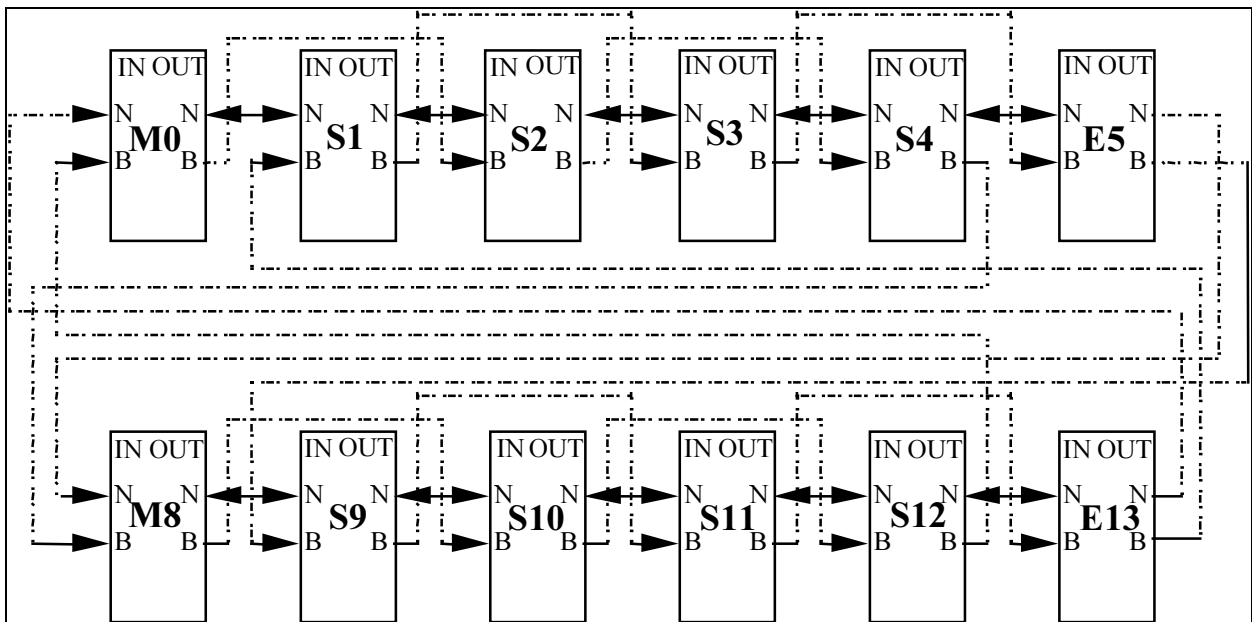 IN OUT IN OUT IN OUT IN OUT IN OUT IN OUT
N N N N N N N N N N N N
M0 S1 S2 S3 S4 E5
B B B B B B B B B B B B
IN OUT IN OUT IN OUT IN OUT IN OUT IN OUT
N N N N N N N N N N N N
M8 S9 S10 S11 S12 E13
B B B B B B B B B B B B